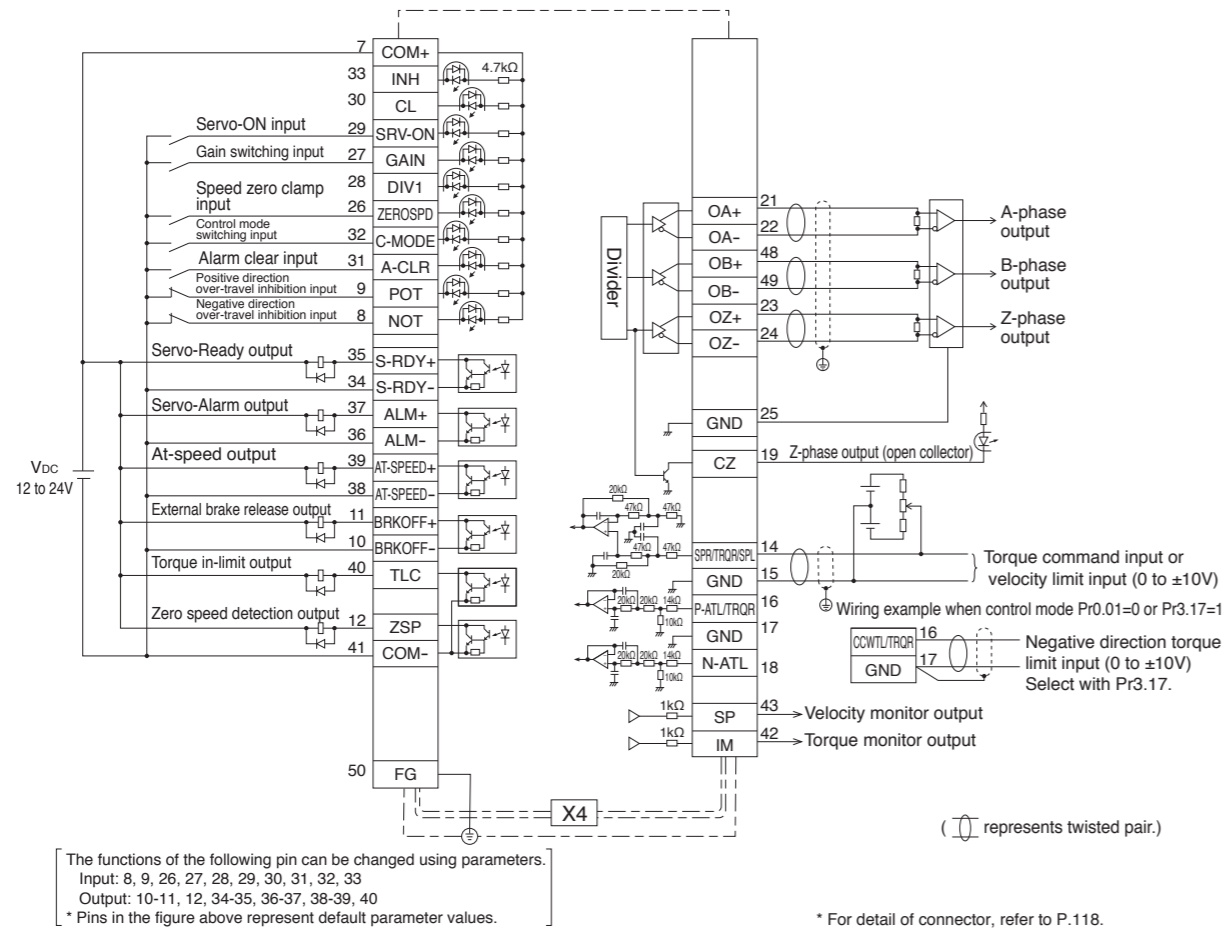 7 COM+
33 INH 4.7kΩ
30 CL
Servo-ON input 29 SRV-ON
Gain switching input 27 GAIN
28 DIV1
Speed zero clamp
input 26 ZEROSPD
Control mode
switching input 32 C-MODE
Alarm clear input 31 A-CLR
Positive direction
over-travel inhibition input 9 POT
Negative direction
over-travel inhibition input 8 NOT
Servo-Ready output 35 S-RDY+
34 S-RDY-
Servo-Alarm output 37 ALM+
36 ALM-
At-speed output 39 AT-SPEED+
38 AT-SPEED-
VDC
12 to 24V
External brake release output 11 BRKOFF+
10 BRKOFF-
Torque in-limit output 40 TLC
Zero speed detection output 12 ZSP
41 COM-
50 FG
X4
Divider
OA+ 21
OA- 22
A-phase
output
OB+ 48
OB- 49
B-phase
output
OZ+ 23
OZ- 24
Z-phase
output
GND 25
CZ 19 Z-phase output (open collector)
20kΩ
47kΩ 47kΩ
47kΩ 47kΩ
20kΩ
SPR/TRQR/SPL 14
GND 15
Torque command input or
velocity limit input (0 to ±10V)
20kΩ 20kΩ 14kΩ
10kΩ
P-ATL/TRQR 16
Wiring example when control mode Pr0.01=0 or Pr3.17=1
GND 17
20kΩ 20kΩ 14kΩ
10kΩ
N-ATL 18
CCWTL/TRQR 16
GND 17
Negative direction torque
limit input (0 to ±10V)
Select with Pr3.17.
1kΩ SP 43 Velocity monitor output
1kΩ IM 42 Torque monitor output
( represents twisted pair.)
The functions of the following pin can be changed using parameters.
Input: 8, 9, 26, 27, 28, 29, 30, 31, 32, 33
Output: 10-11, 12, 34-35, 36-37, 38-39, 40
* Pins in the figure above represent default parameter values.
* For detail of connector, refer to P.118.